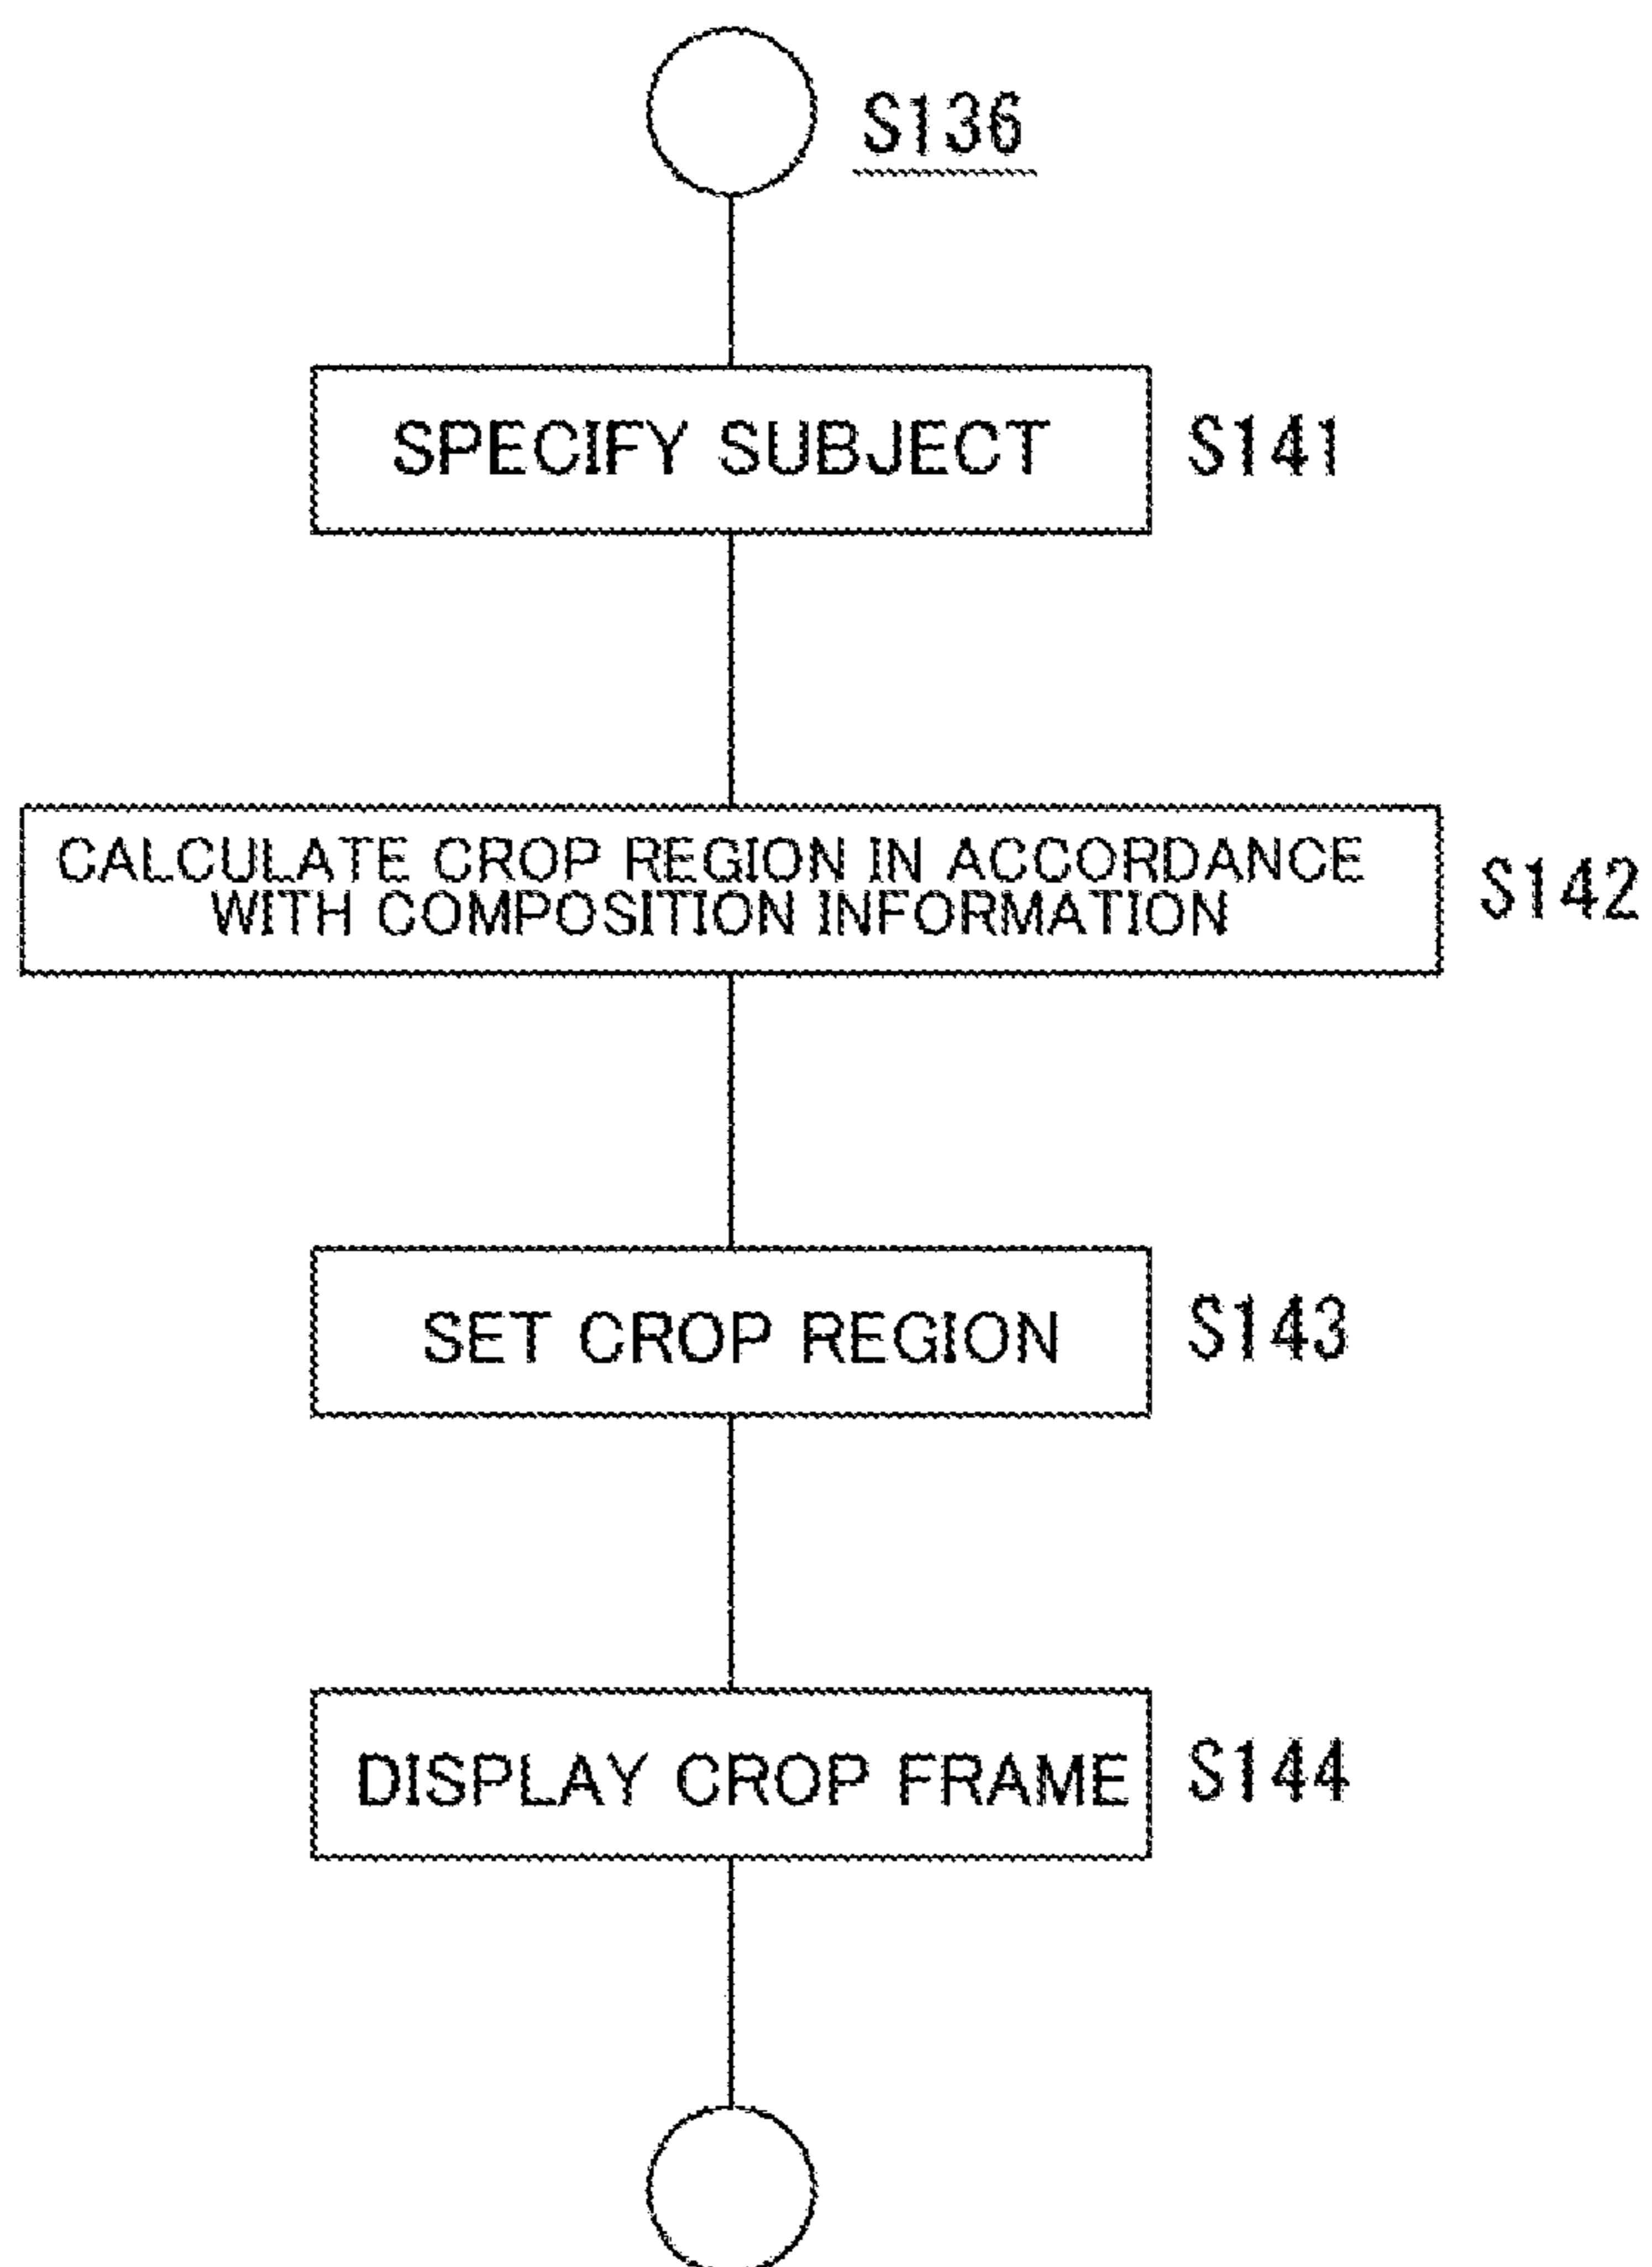 S136
SPECIFY SUBJECT S141
CALCULATE CROP REGION IN ACCORDANCE
WITH COMPOSITION INFORMATION
S142
SET CROP REGION S143
DISPLAY CROP FRAME S144